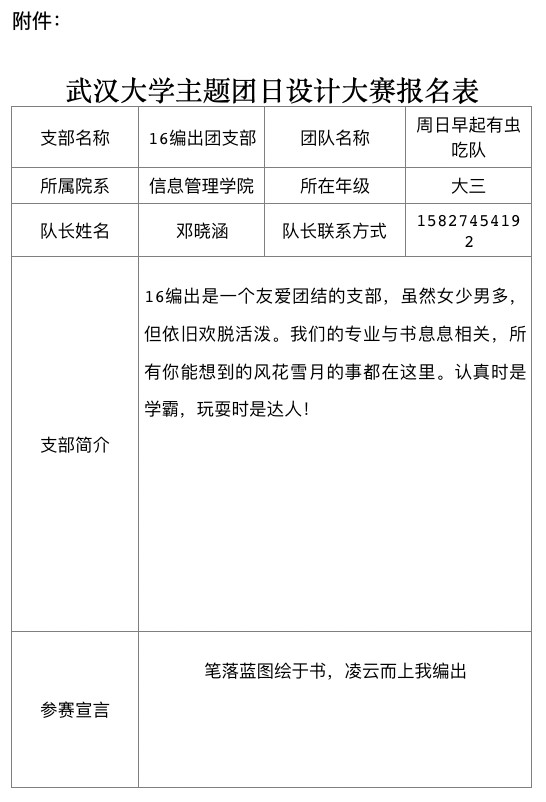 附件：
武汉大学主题团日设计大赛报名表
支部名称 16编出团支部 团队名称 周日早起有虫
吃队
所属院系 信息管理学院 所在年级 大三
队长姓名 邓晓涵 队长联系方式 1582745419
2
支部简介
16编出是一个友爱团结的支部，虽然女少男多，
但依旧欢脱活泼。我们的专业与书息息相关，所
有你能想到的风花雪月的事都在这里。认真时是
学霸，玩耍时是达人！
参赛宣言
笔落蓝图绘于书，凌云而上我编出